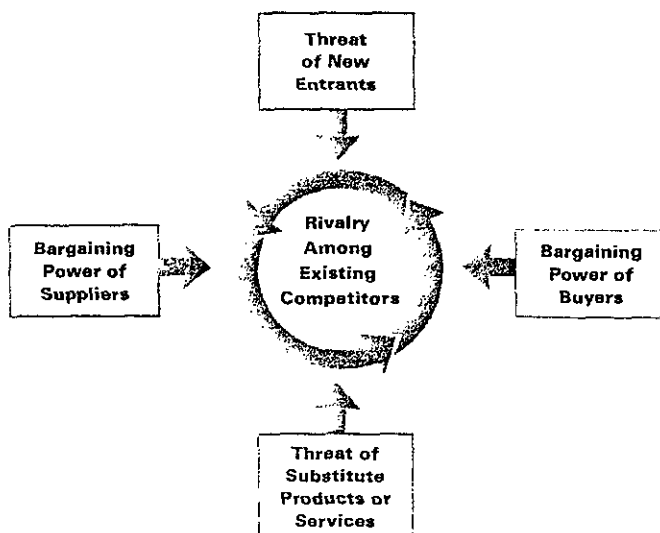 Threat
of New
Entrants
Rivalry
Among
Existing
Competitors
Bargaining
Power of
Suppliers
Bargaining
Power of
Buyers
Threat of
Substitute
Products or
Services